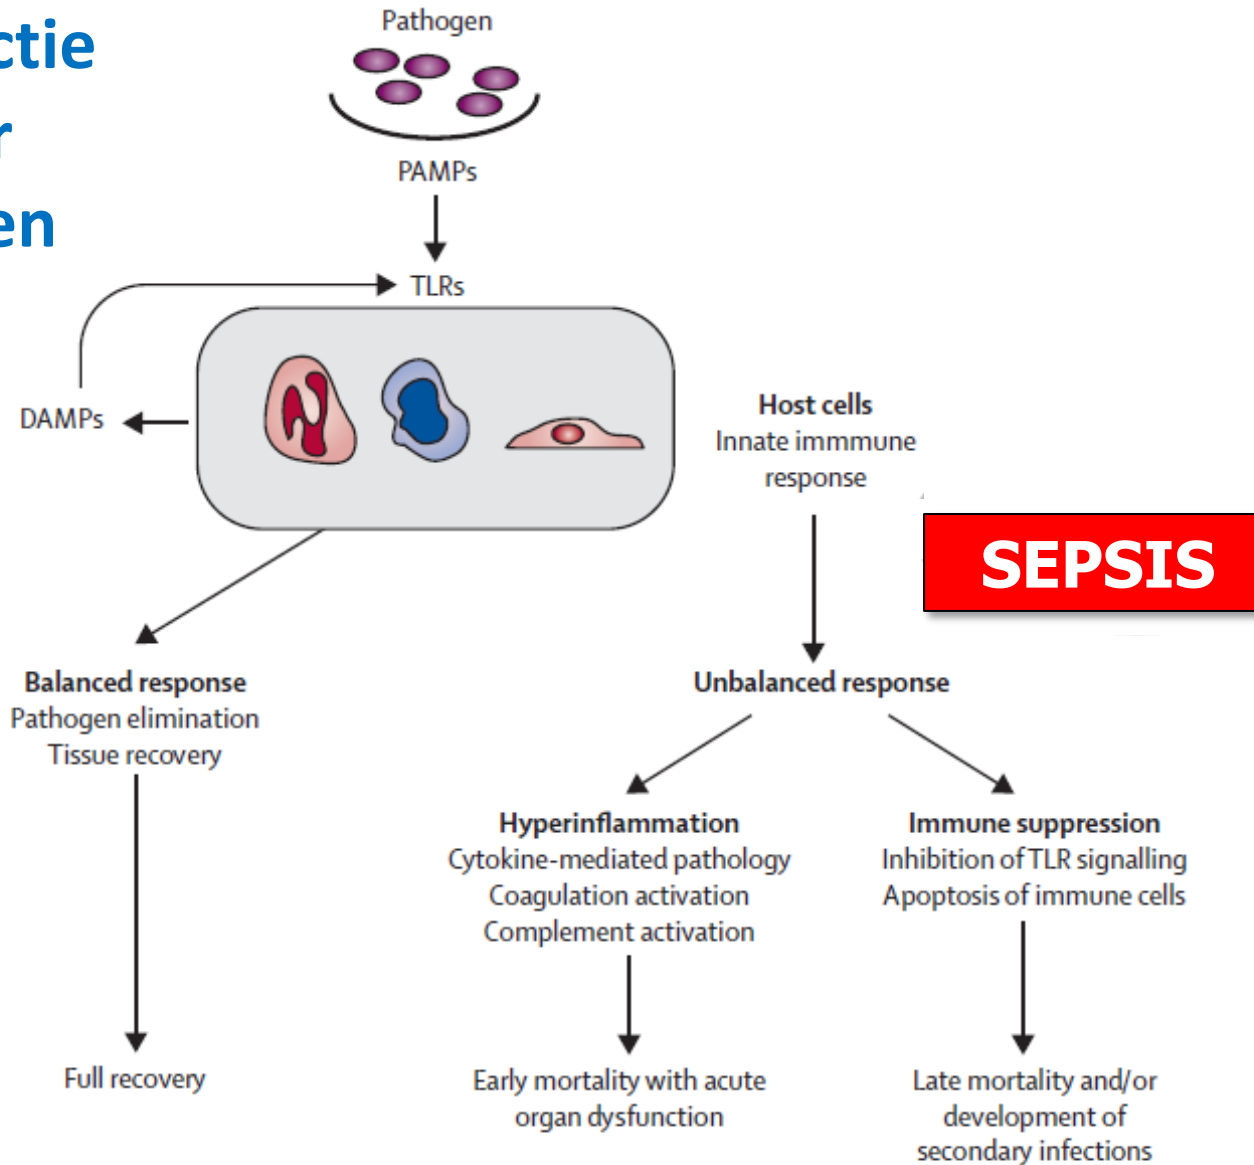 ctie
r
en
Pathogen
PAMPs
TLRs
DAMPs
Host cells
Innate immmune
response
SEPSIS
Balanced response
Pathogen elimination
Tissue recovery
Unbalanced response
Hyperinflammation
Cytokine-mediated pathology
Coagulation activation
Complement activation
Immune suppression
Inhibition of TLR signalling
Apoptosis of immune cells
Full recovery
Early mortality with acute
organ dysfunction
Late mortality and/or
development of
secondary infections